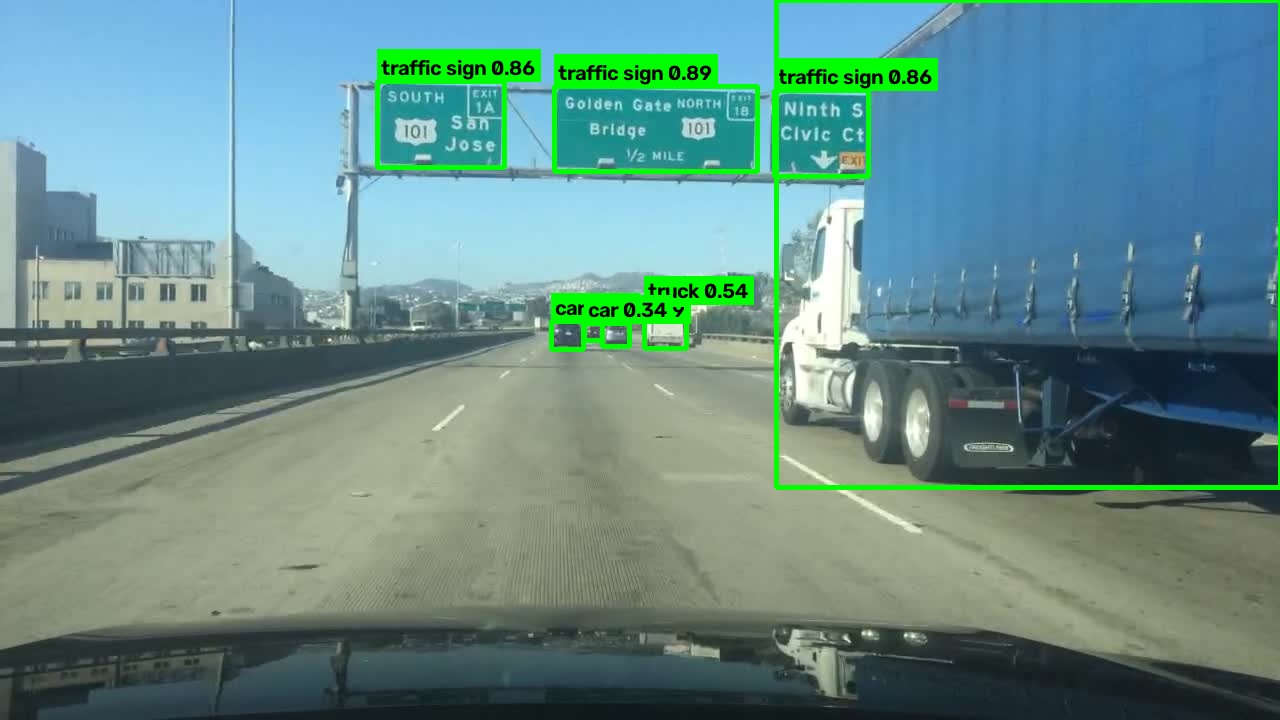 traffic sign 0.86
SOUTH EXIT 1A
101 San Jose
traffic sign 0.89
Golden Gate NORTH EXIT 1B
Bridge 101
1/2 MILE
traffic sign 0.86
Ninth S
Civic Ct
EXIT
truck 0.54
car
car 0.34
FREIGHTLINER